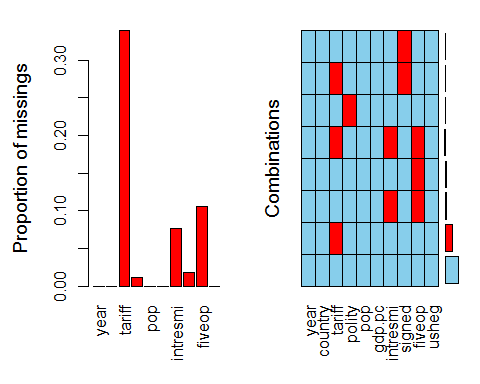 Proportion of missings
0.30
0.20
0.10
0.00
year
tariff
pop
intresmi
fiveop
Combinations
year
country
tariff
polity
pop
gdp.pc
intresmi
signed
fiveop
usheg